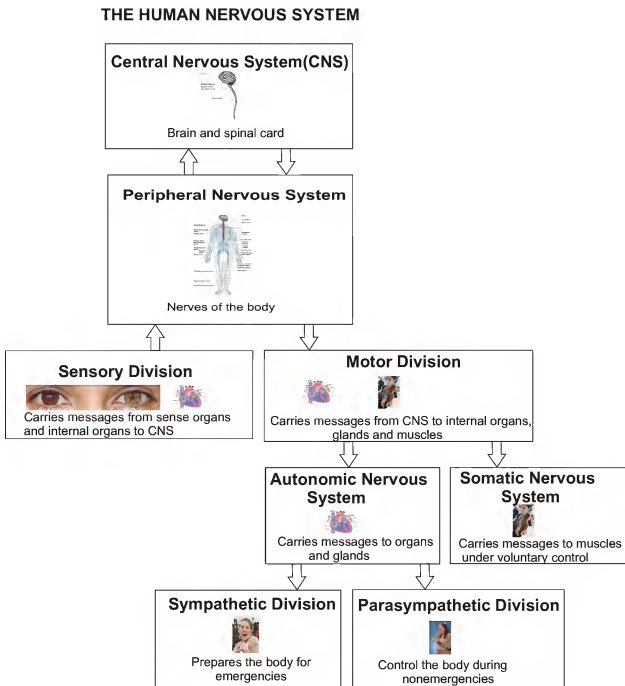 THE HUMAN NERVOUS SYSTEM
Central Nervous System(CNS)
Brain and spinal card
Peripheral Nervous System
Nerves of the body
Sensory Division
Carries messages from sense organs
and internal organs to CNS
Motor Division
Carries messages from CNS to internal organs,
glands and muscles
Autonomic Nervous
System
Carries messages to organs
and glands
Somatic Nervous
System
Carries messages to muscles
under voluntary control
Sympathetic Division
Prepares the body for
emergencies
Parasympathetic Division
Control the body during
nonemergencies